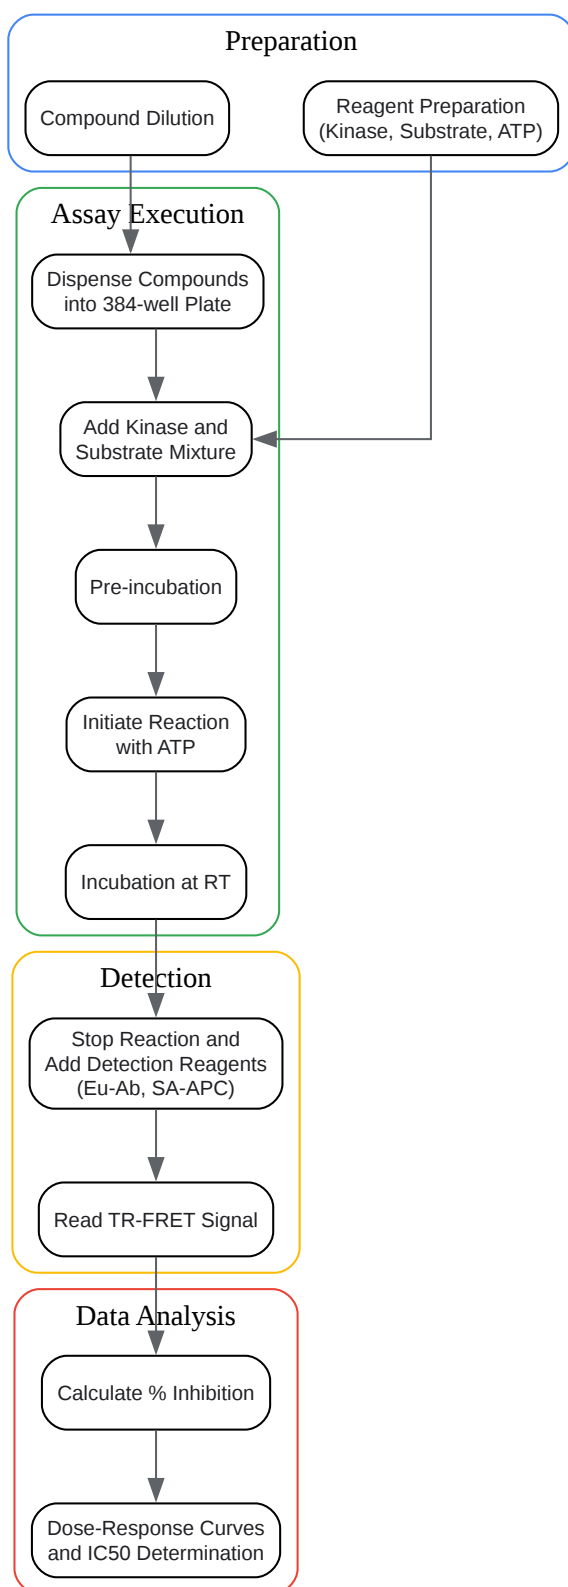 Preparation
Compound Dilution
Reagent Preparation
(Kinase, Substrate, ATP)
Assay Execution
Dispense Compounds
into 384-well Plate
Add Kinase and
Substrate Mixture
Pre-incubation
Initiate Reaction
with ATP
Incubation at RT
Detection
Stop Reaction and
Add Detection Reagents
(Eu-Ab, SA-APC)
Read TR-FRET Signal
Data Analysis
Calculate % Inhibition
Dose-Response Curves
and IC50 Determination